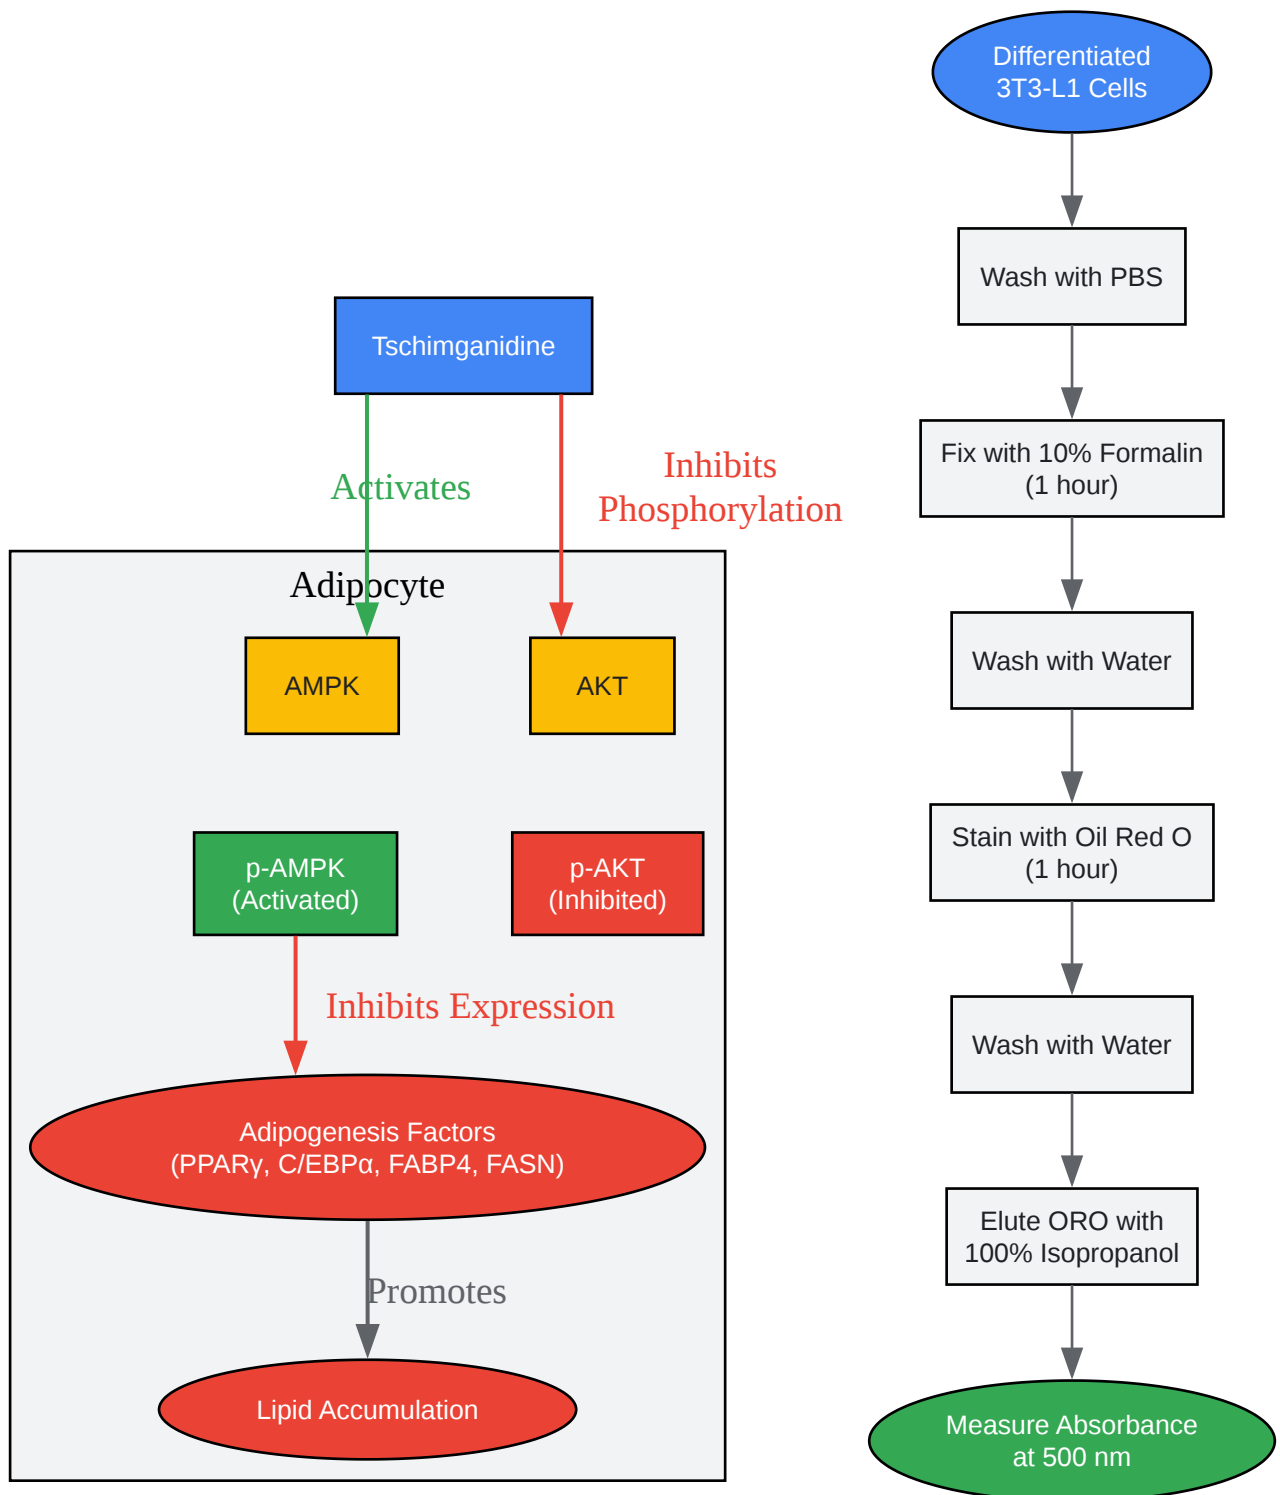 Tschimganidine
Activates
Inhibits
Phosphorylation
Adipocyte
AMPK
AKT
p-AMPK
(Activated)
p-AKT
(Inhibited)
Inhibits Expression
Adipogenesis Factors
(PPARγ, C/EBPα, FABP4, FASN)
Promotes
Lipid Accumulation
Differentiated
3T3-L1 Cells
Wash with PBS
Fix with 10% Formalin
(1 hour)
Wash with Water
Stain with Oil Red O
(1 hour)
Wash with Water
Elute ORO with
100% Isopropanol
Measure Absorbance
at 500 nm